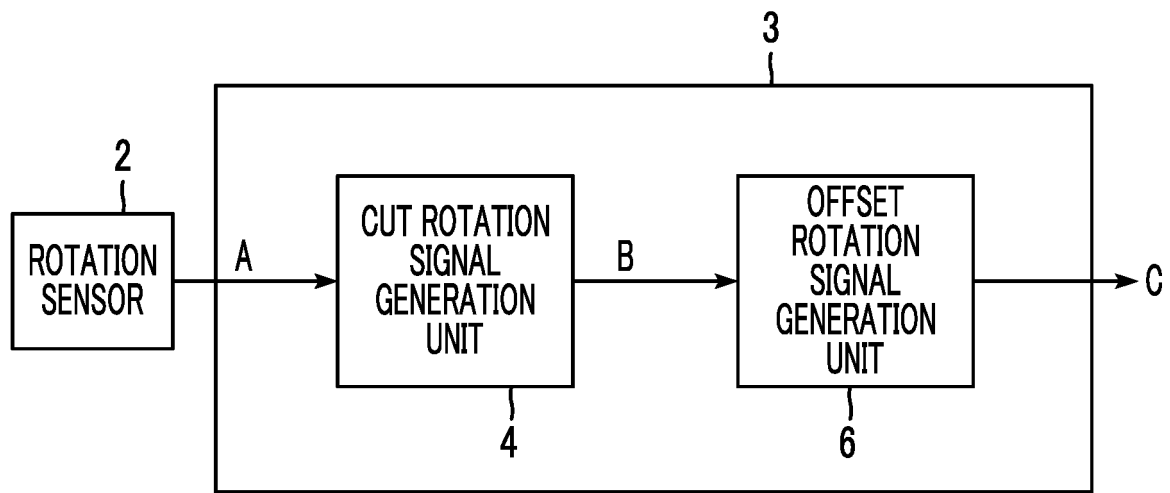 3
2
ROTATION
SENSOR
A
CUT ROTATION
SIGNAL
GENERATION
UNIT
4
B
OFFSET
ROTATION
SIGNAL
GENERATION
UNIT
6
C